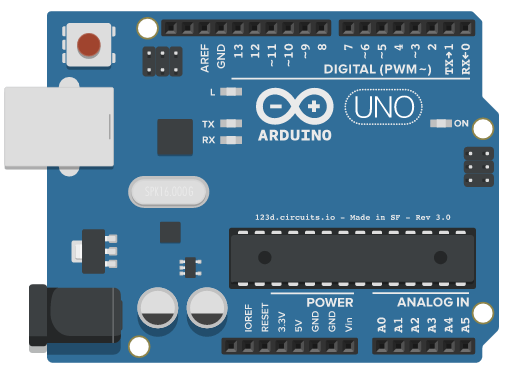 AREF
GND
13
12
~11
~10
~9
8
7
~6
~5
4
~3
2
TX→1
RX←0
DIGITAL (PWM~)
L
TX
RX
UNO
ARDUINO
ON
SPK16.000G
123d.circuits.io - Made in SF - Rev 3.0
POWER
ANALOG IN
IOREF
RESET
3.3V
5V
GND
GND
Vin
A0
A1
A2
A3
A4
A5